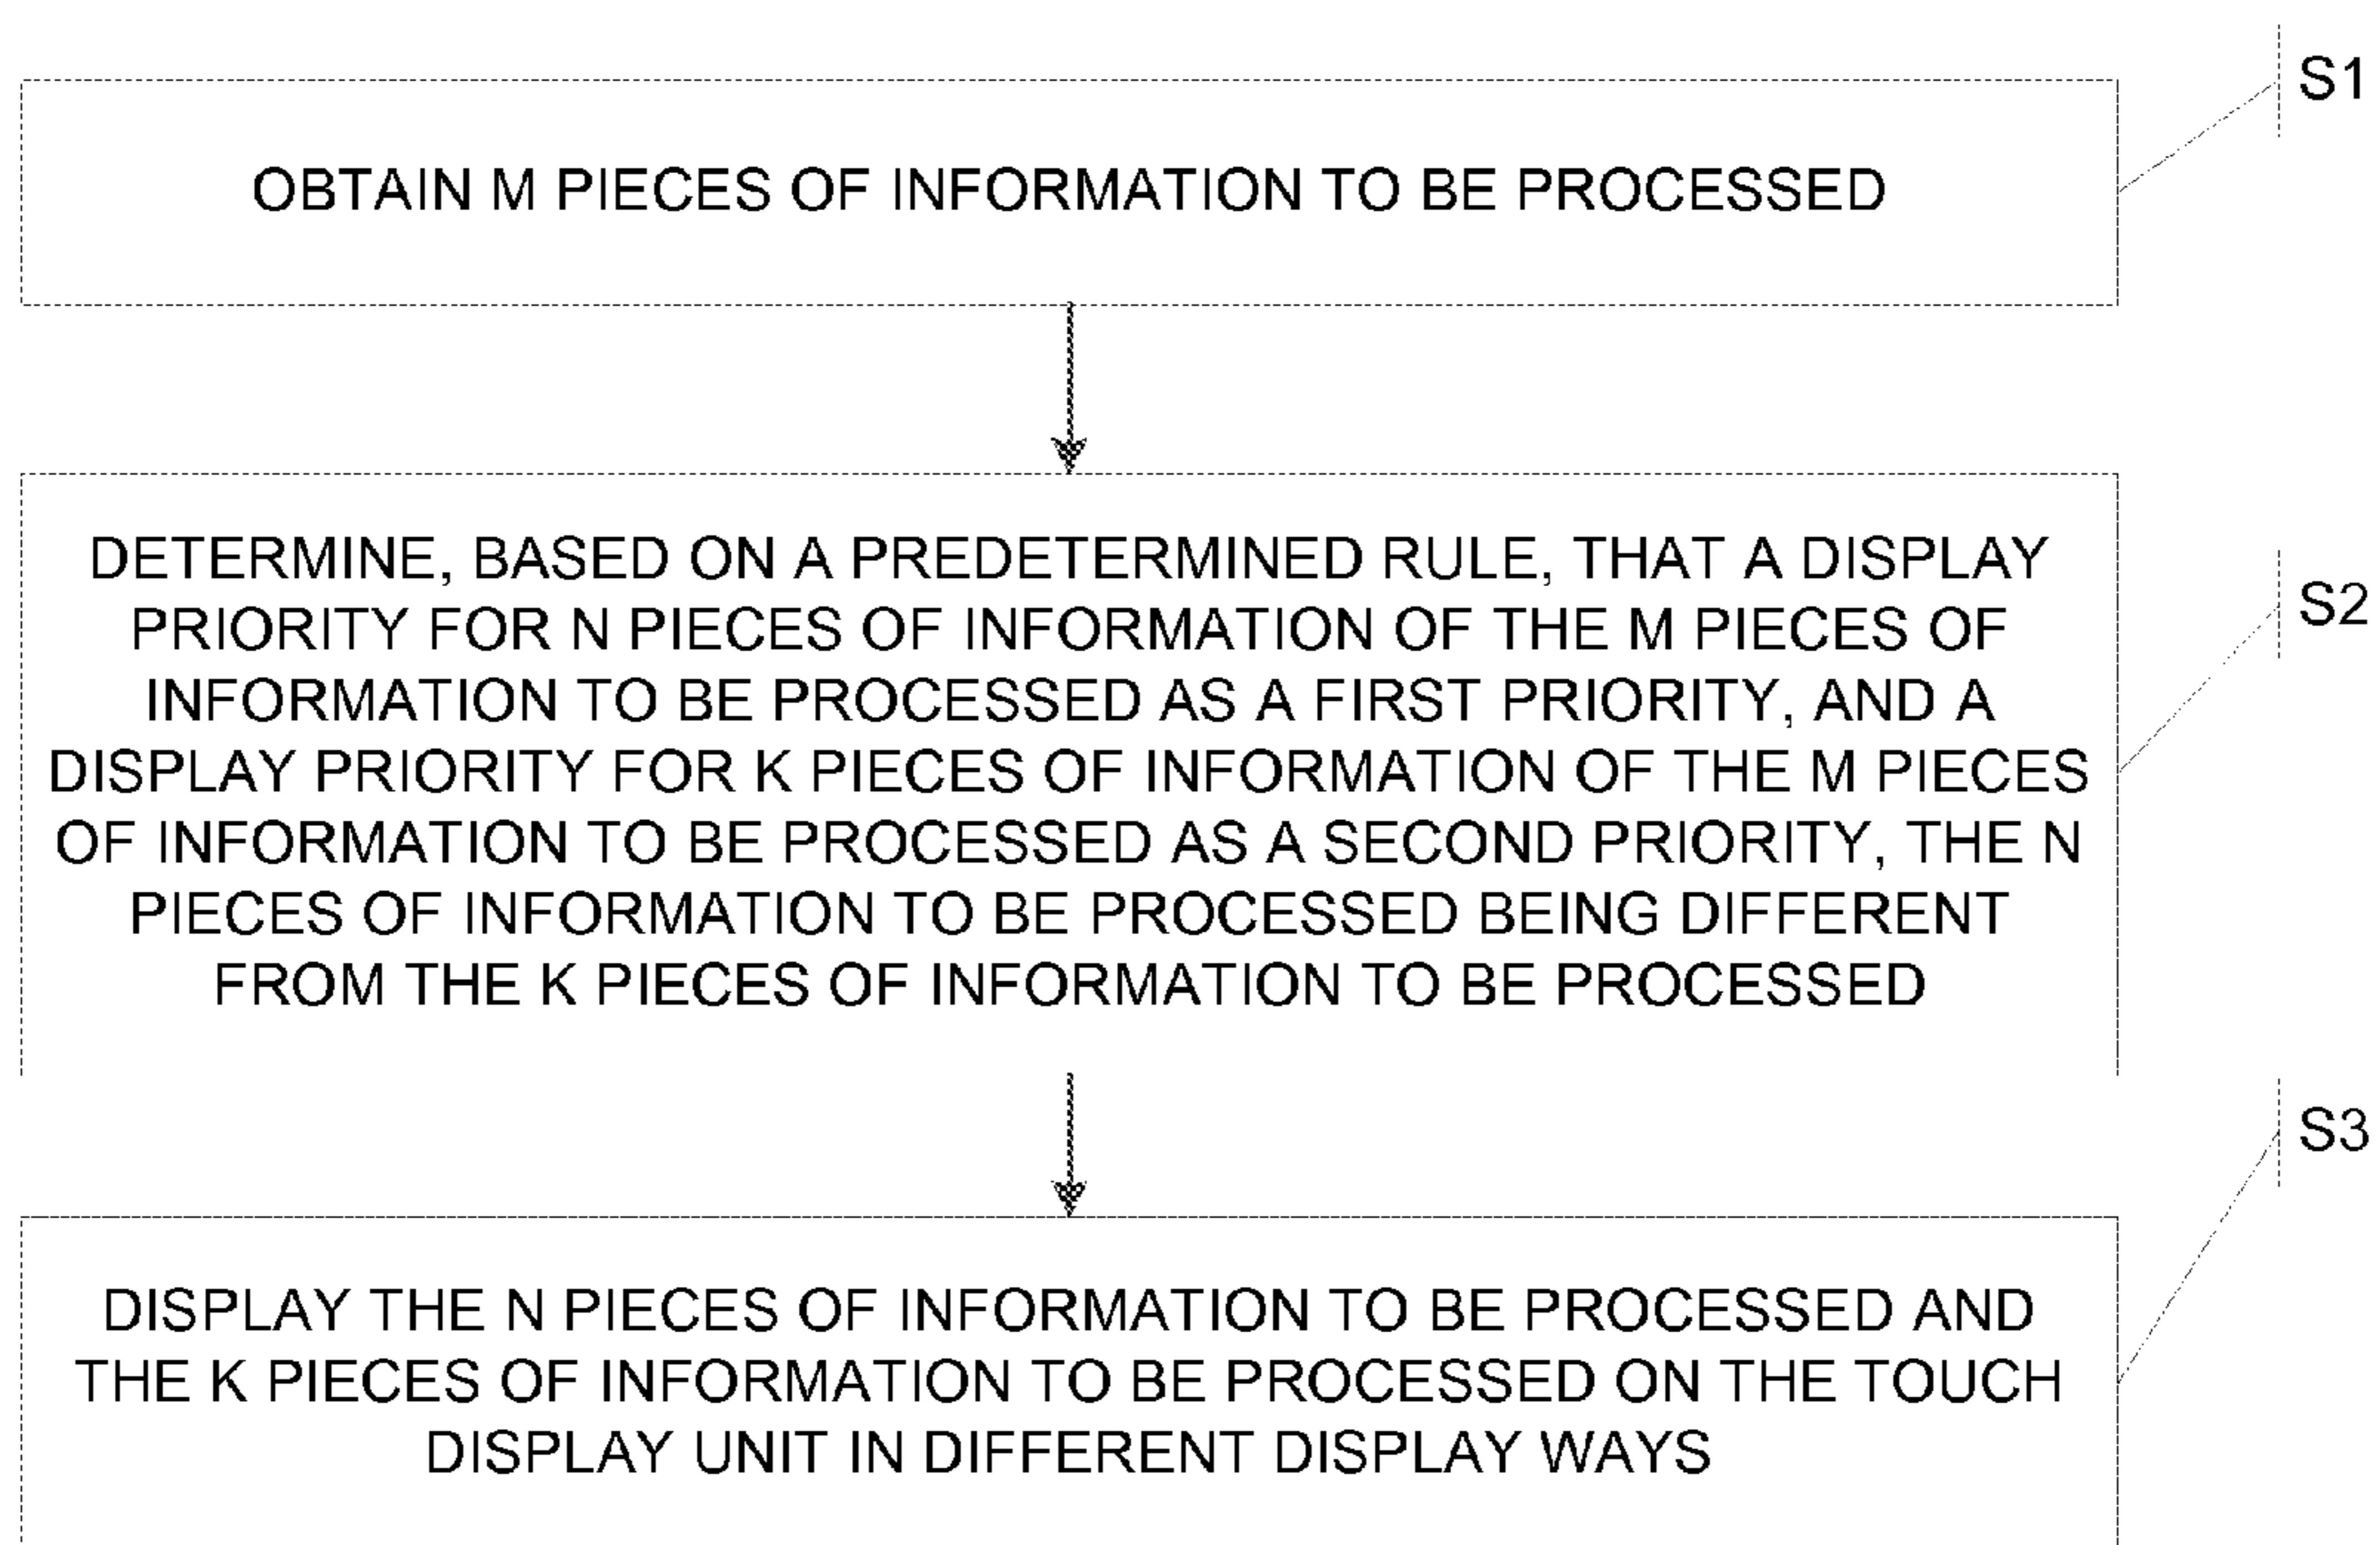 S1
OBTAIN M PIECES OF INFORMATION TO BE PROCESSED
DETERMINE, BASED ON A PREDETERMINED RULE, THAT A DISPLAY
PRIORITY FOR N PIECES OF INFORMATION OF THE M PIECES OF
INFORMATION TO BE PROCESSED AS A FIRST PRIORITY, AND A
DISPLAY PRIORITY FOR K PIECES OF INFORMATION OF THE M PIECES
OF INFORMATION TO BE PROCESSED AS A SECOND PRIORITY, THE N
PIECES OF INFORMATION TO BE PROCESSED BEING DIFFERENT
FROM THE K PIECES OF INFORMATION TO BE PROCESSED
S2
S3
DISPLAY THE N PIECES OF INFORMATION TO BE PROCESSED AND
THE K PIECES OF INFORMATION TO BE PROCESSED ON THE TOUCH
DISPLAY UNIT IN DIFFERENT DISPLAY WAYS